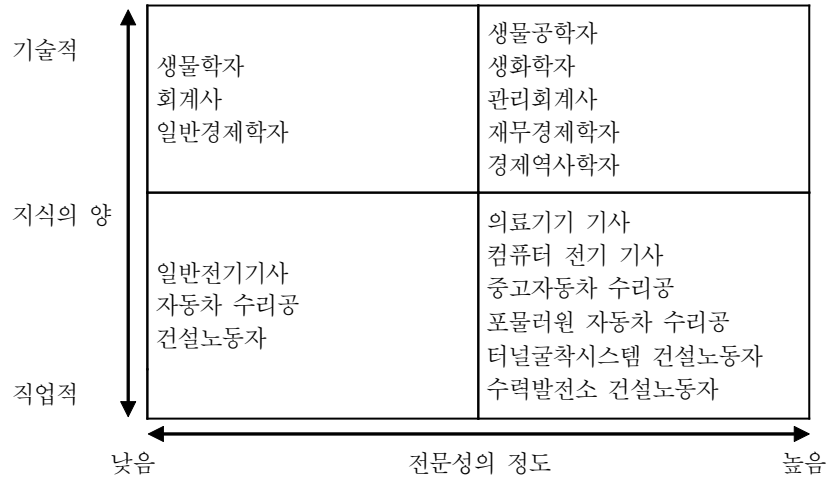 기술적
생물학자
회계사
일반경제학자
생물공학자
생화학자
관리회계사
재무경제학자
경제역사학자
지식의 양
일반전기기사
자동차 수리공
건설노동자
의료기기 기사
컴퓨터 전기 기사
중고자동차 수리공
포물러원 자동차 수리공
터널굴착시스템 건설노동자
수력발전소 건설노동자
직업적
낮음
전문성의 정도
높음